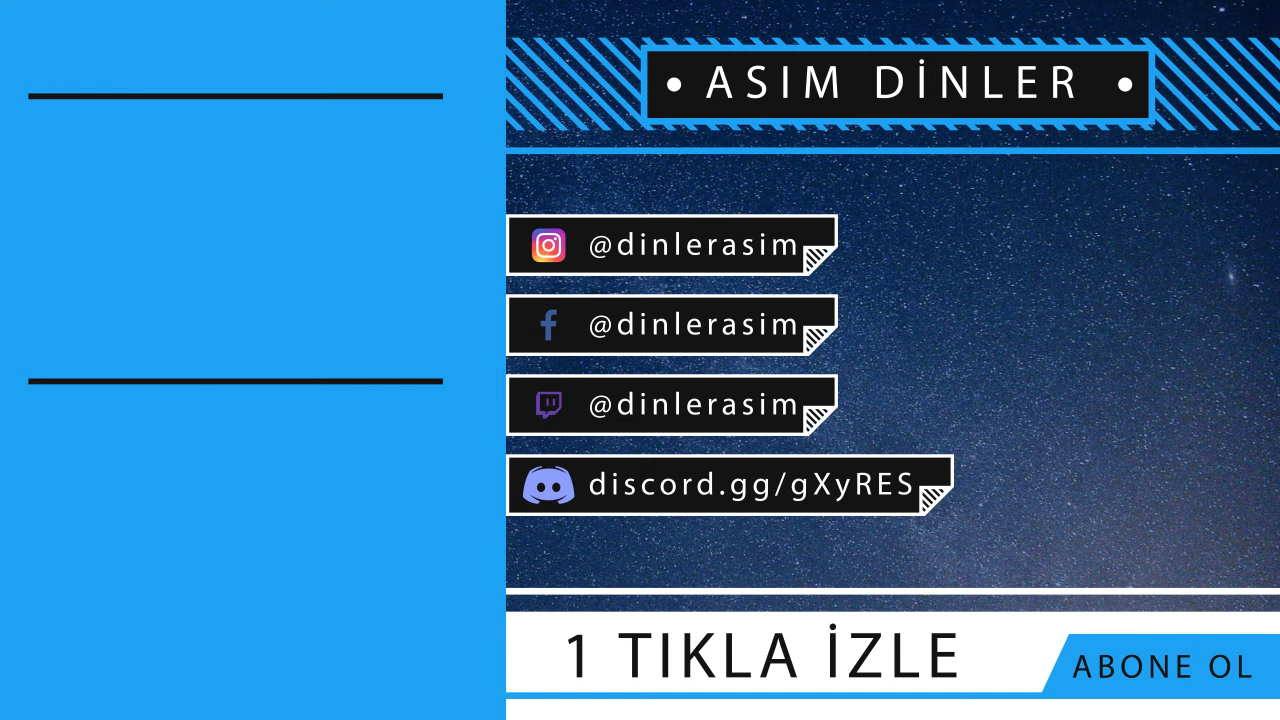 • ASIM DİNLER •
@dinlerasim
@dinlerasim
@dinlerasim
discord.gg/gXyRES
1 TIKLA İZLE
ABONE OL